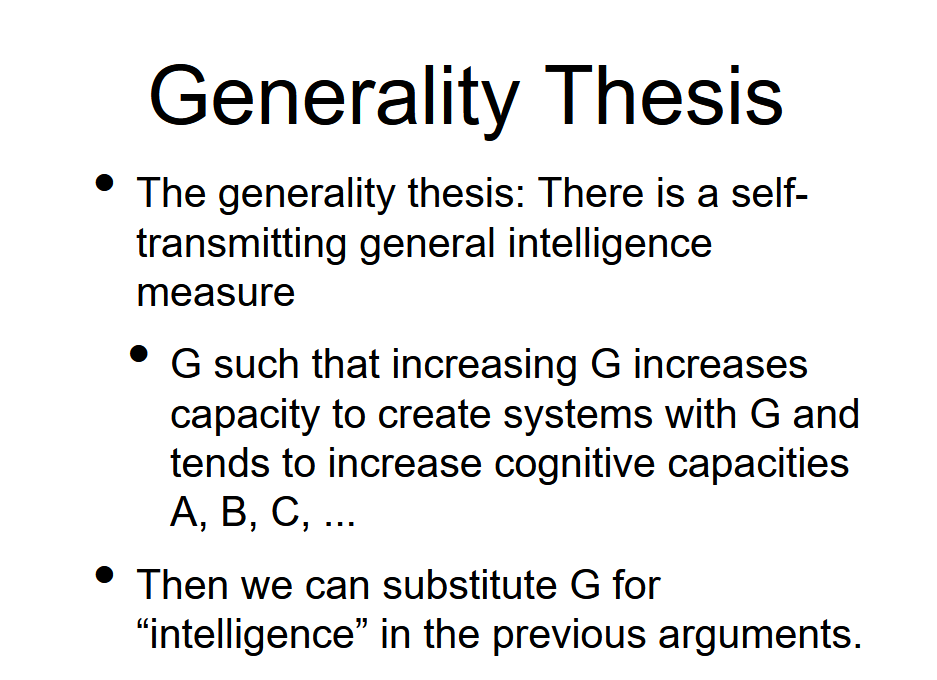 Generality Thesis
• The generality thesis: There is a self-
transmitting general intelligence
measure
• G such that increasing G increases
capacity to create systems with G and
tends to increase cognitive capacities
A, B, C, ...
• Then we can substitute G for
“intelligence” in the previous arguments.